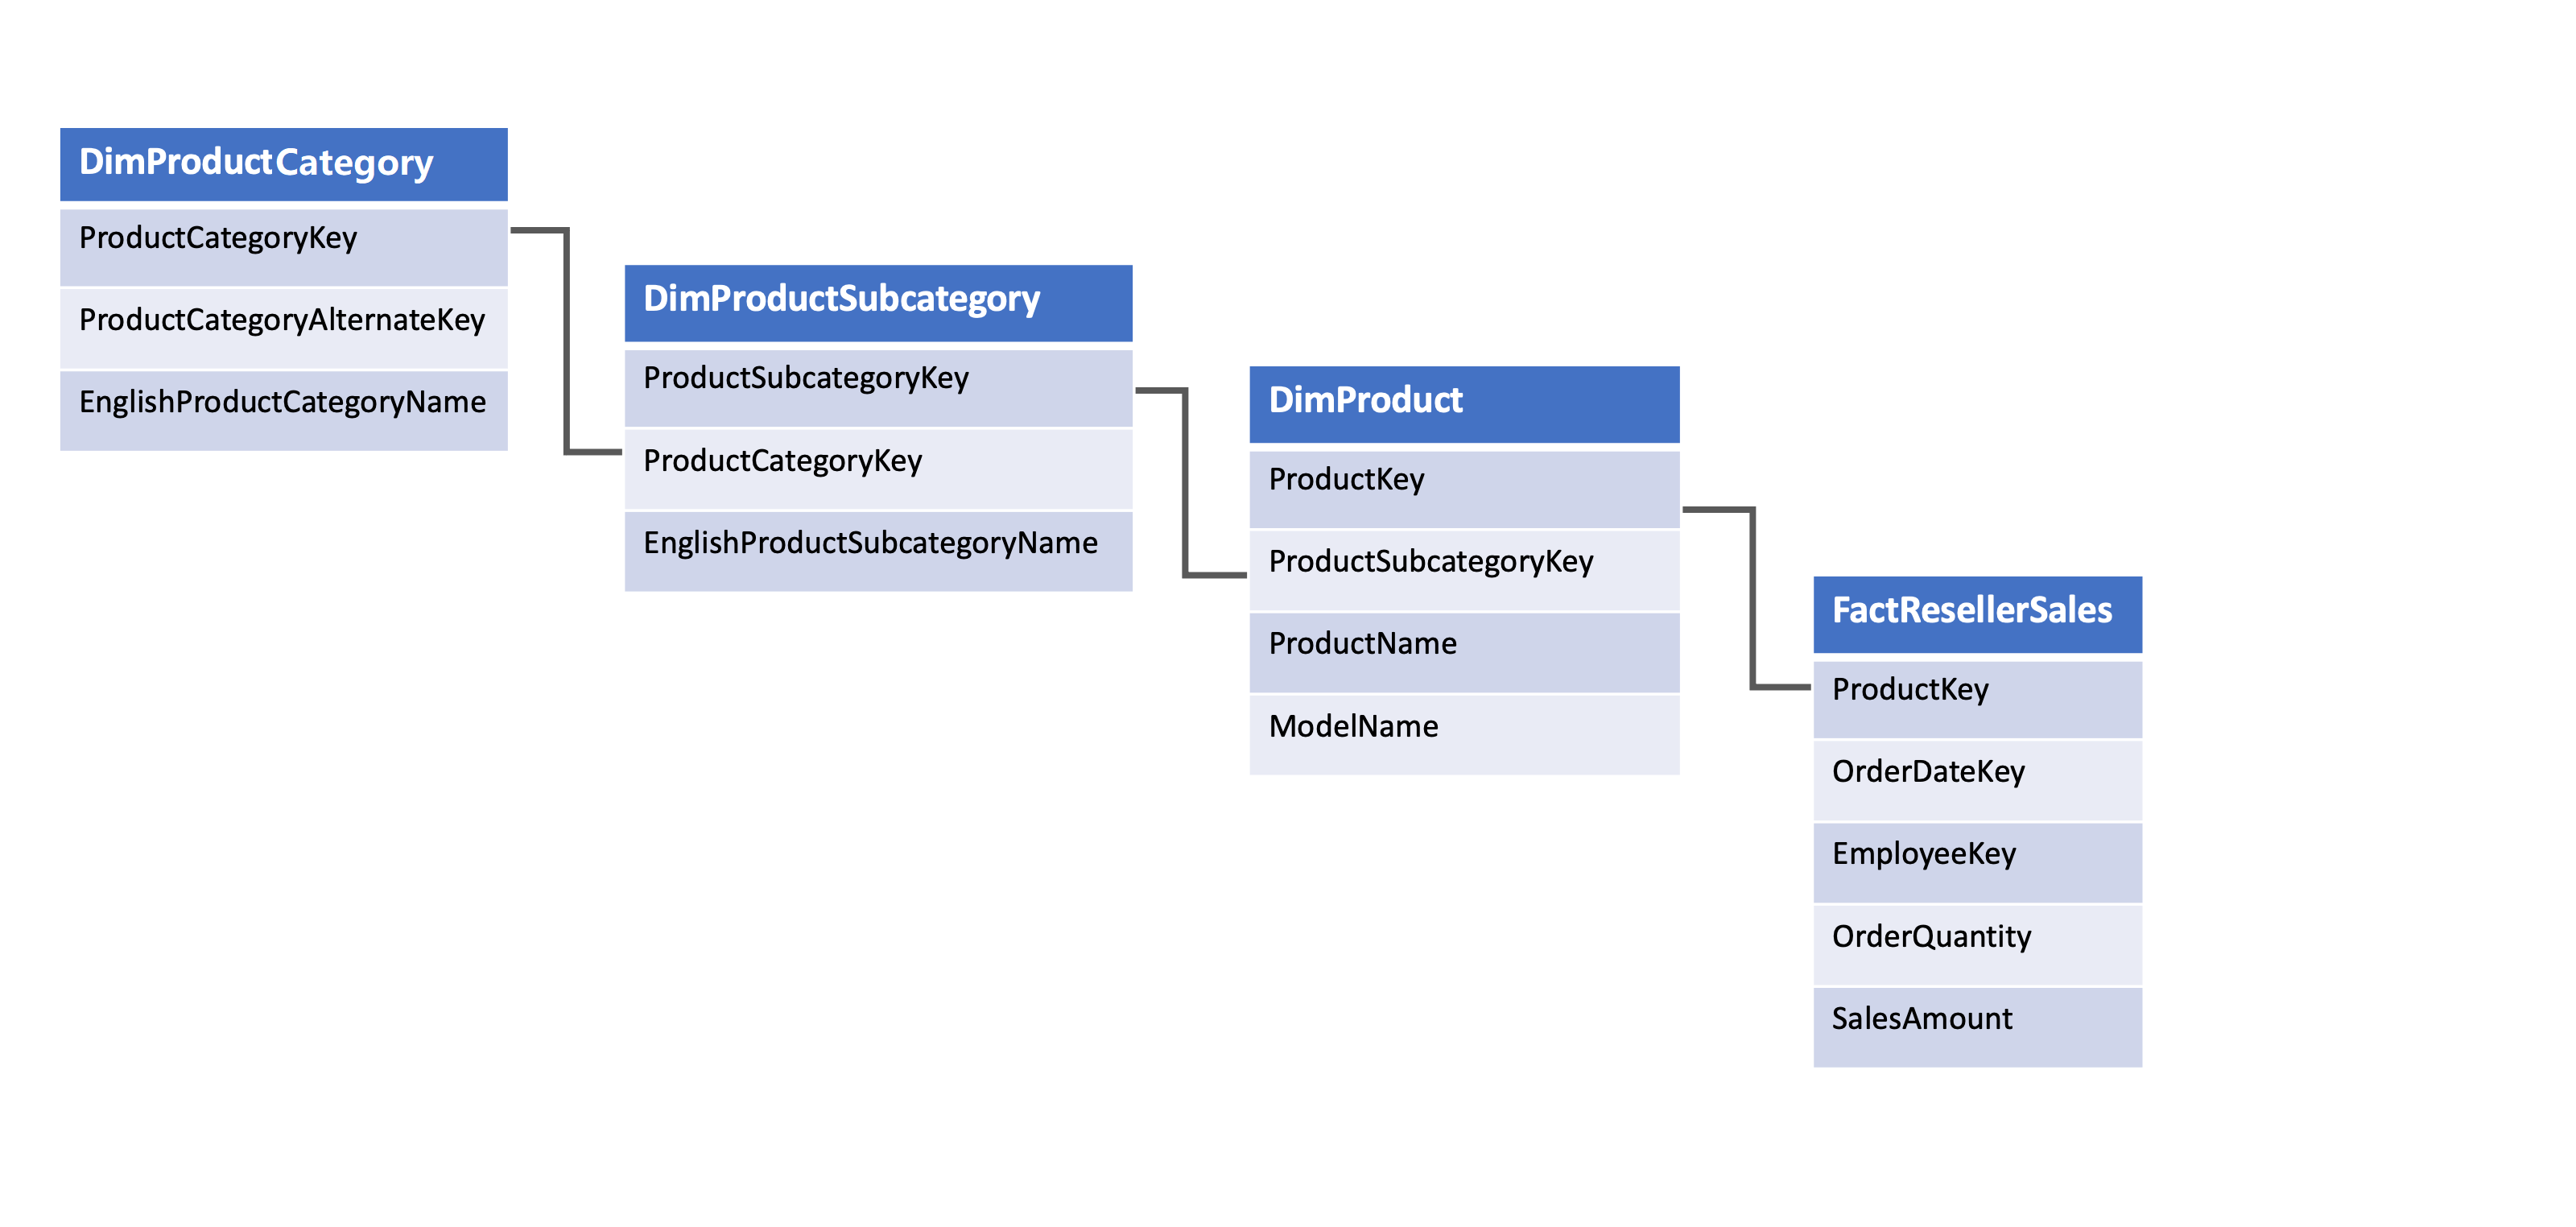 DimProductCategory
ProductCategoryKey
ProductCategoryAlternateKey
EnglishProductCategoryName
DimProductSubcategory
ProductSubcategoryKey
ProductCategoryKey
EnglishProductSubcategoryName
DimProduct
ProductKey
ProductSubcategoryKey
ProductName
ModelName
FactResellerSales
ProductKey
OrderDateKey
EmployeeKey
OrderQuantity
SalesAmount